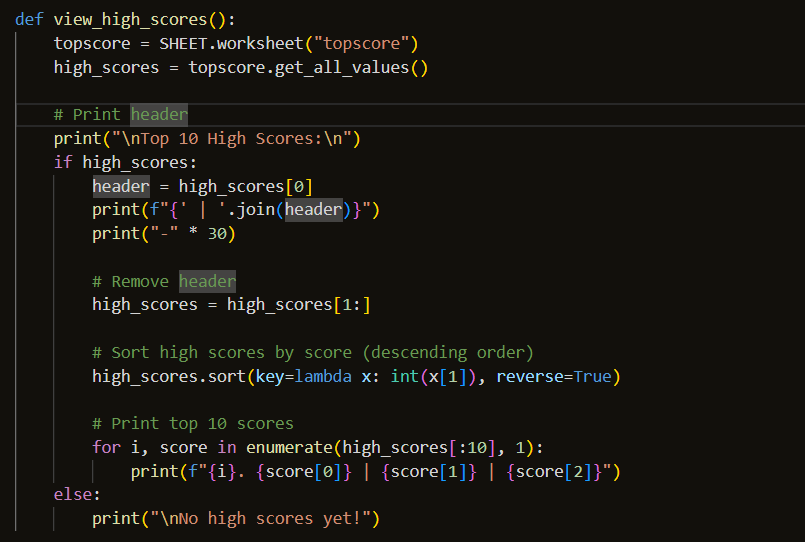 def view_high_scores():
    topscore = SHEET.worksheet("topscore")
    high_scores = topscore.get_all_values()

    # Print header
    print("\nTop 10 High Scores:\n")
    if high_scores:
        header = high_scores[0]
        print(f"{' | '.join(header)}")
        print("-" * 30)

        # Remove header
        high_scores = high_scores[1:]

        # Sort high scores by score (descending order)
        high_scores.sort(key=lambda x: int(x[1]), reverse=True)

        # Print top 10 scores
        for i, score in enumerate(high_scores[:10], 1):
            print(f"{i}. {score[0]} | {score[1]} | {score[2]}")
    else:
        print("\nNo high scores yet!")